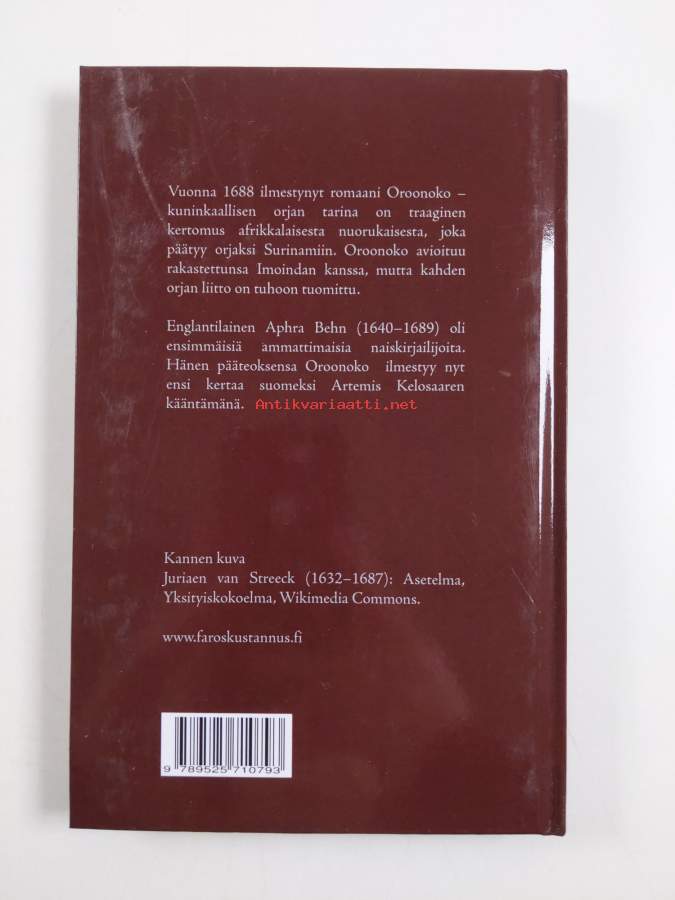 Vuonna 1688 ilmestynyt romaani Oroonoko –
kuninkaallisen orjan tarina on traaginen
kertomus afrikkalaisesta nuorukaisesta, joka
päätyy orjaksi Surinamiin. Oroonoko avioituu
rakastettunsa Imoindan kanssa, mutta kahden
orjan liitto on tuhoon tuomittu.
Englantilainen Aphra Behn (1640–1689) oli
ensimmäisiä ammattimaisia naiskirjailijoita.
Hänen pääteoksensa Oroonoko ilmestyy nyt
ensi kertaa suomeksi Artemis Kelosaaren
kääntämänä. Antikvariaatti.net
Kannen kuva
Juriaen van Streeck (1632–1687): Asetelma,
Yksityiskokoelma, Wikimedia Commons.
www.faroskustannus.fi
9 789525 710793